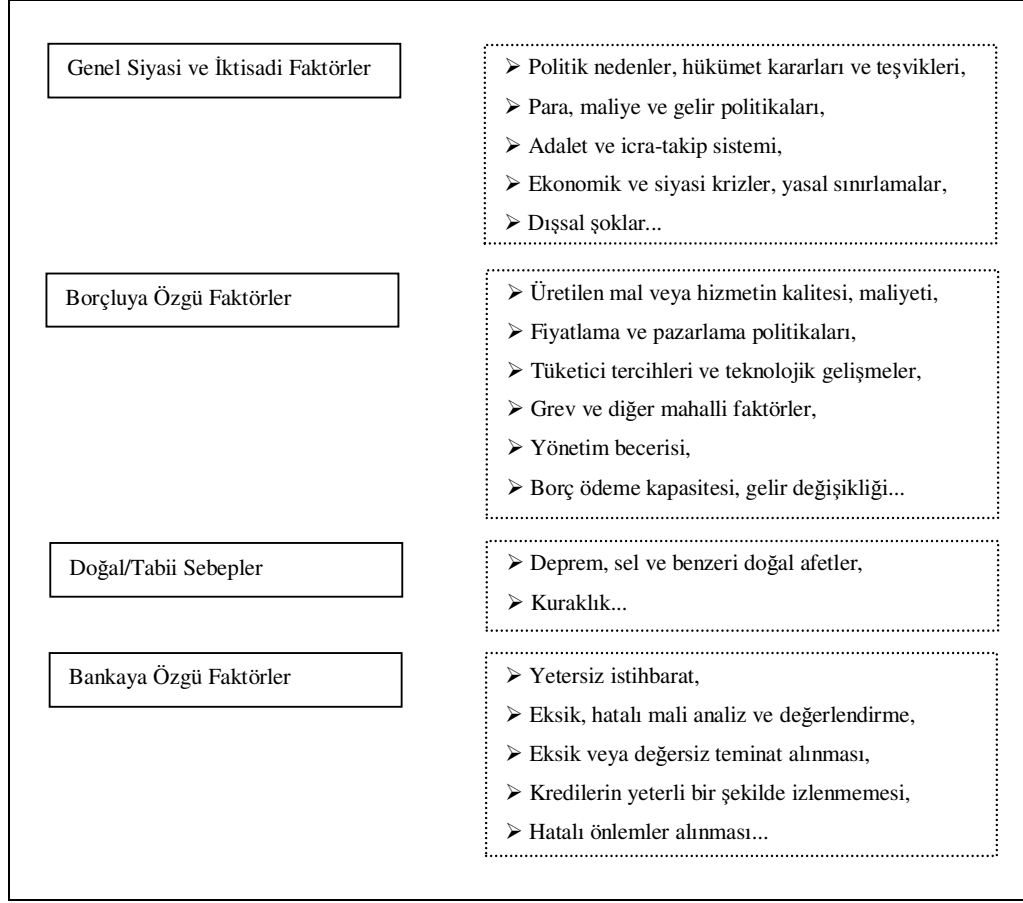 Genel Siyasi ve İktisadi Faktörler
➢ Politik nedenler, hükümet kararları ve teşvikleri,
➢ Para, maliye ve gelir politikaları,
➢ Adalet ve icra-takip sistemi,
➢ Ekonomik ve siyasi krizler, yasal sınırlamalar,
➢ Dışsal şoklar...
Borçluya Özgü Faktörler
➢ Üretilen mal veya hizmetin kalitesi, maliyeti,
➢ Fiyatlama ve pazarlama politikaları,
➢ Tüketici tercihleri ve teknolojik gelişmeler,
➢ Grev ve diğer mahalli faktörler,
➢ Yönetim becerisi,
➢ Borç ödeme kapasitesi, gelir değişikliği...
Doğal/Tabii Sebepler
➢ Deprem, sel ve benzeri doğal afetler,
➢ Kuraklık...
Bankaya Özgü Faktörler
➢ Yetersiz istihbarat,
➢ Eksik, hatalı mali analiz ve değerlendirme,
➢ Eksik veya değersiz teminat alınması,
➢ Kredilerin yeterli bir şekilde izlenmemesi,
➢ Hatalı önlemler alınması...